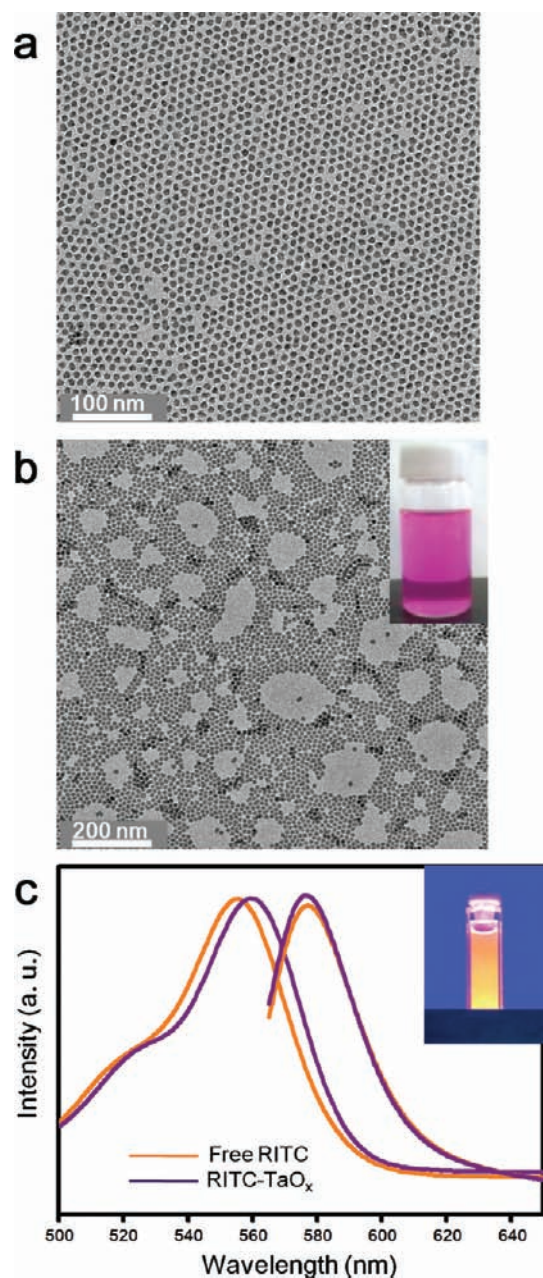 a
100 nm
b
200 nm
c
Intensity (a. u.)
Free RITC
RITC-TaOₓ
500 520 540 560 580 600 620 640
Wavelength (nm)